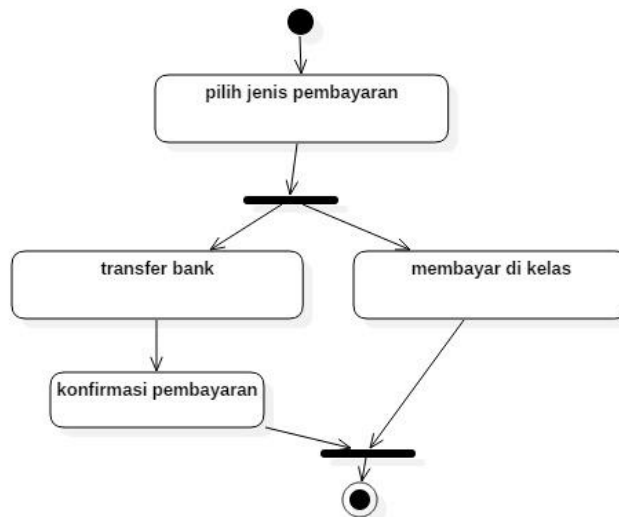 pilih jenis pembayaran
transfer bank
membayar di kelas
konfirmasi pembayaran